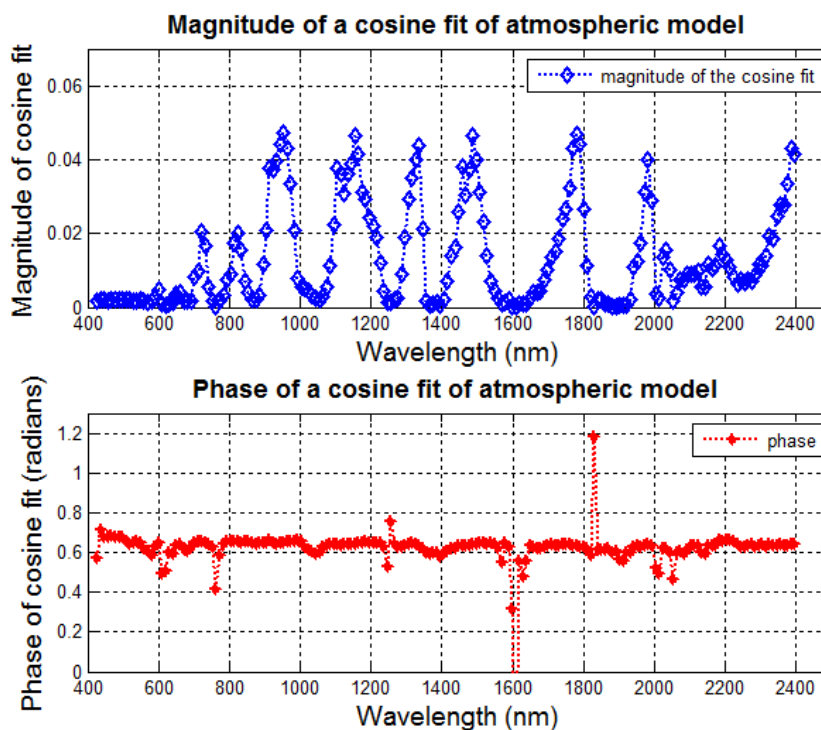 Magnitude of a cosine fit of atmospheric model
Magnitude of cosine fit
0.06
0.04
0.02
0
magnitude of the cosine fit
400 600 800 1000 1200 1400 1600 1800 2000 2200 2400
Wavelength (nm)
Phase of a cosine fit of atmospheric model
Phase of cosine fit (radians)
1.2
1
0.8
0.6
0.4
0.2
0
phase
400 600 800 1000 1200 1400 1600 1800 2000 2200 2400
Wavelength (nm)